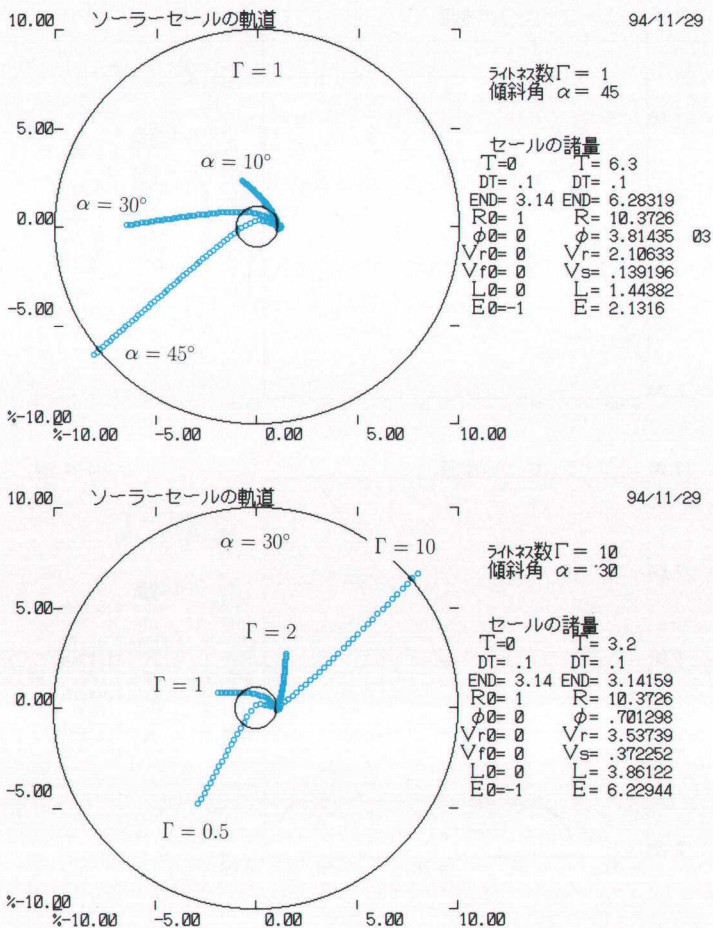 10.00 ソーラーセールの軌道 94/11/29
Γ = 1
ライトネス数Γ = 1
傾斜角 α = 45
5.00
セールの諸量
α = 10°
T=0 T= 6.3
DT= .1 DT= .1
α = 30°
END= 3.14 END= 6.28319
0.00
R0= 1 R= 10.3726
ϕ0= 0 ϕ= 3.81435 03
Vr0= 0 Vr= 2.10633
Vf0= 0 Vs= .139196
L0= 0 L= 1.44382
-5.00
E0=-1 E= 2.1316
α = 45°
%-10.00
%-10.00 -5.00 0.00 5.00 10.00
10.00 ソーラーセールの軌道 94/11/29
α = 30°
Γ = 10
ライトネス数Γ = 10
傾斜角 α = 30
5.00
セールの諸量
Γ = 2
T=0 T= 3.2
DT= .1 DT= .1
Γ = 1
END= 3.14 END= 3.14159
0.00
R0= 1 R= 10.3726
ϕ0= 0 ϕ= .701298
Vr0= 0 Vr= 3.53739
Vf0= 0 Vs= .372252
L0= 0 L= 3.86122
E0=-1 E= 6.22944
-5.00
Γ = 0.5
%-10.00
%-10.00 -5.00 0.00 5.00 10.00